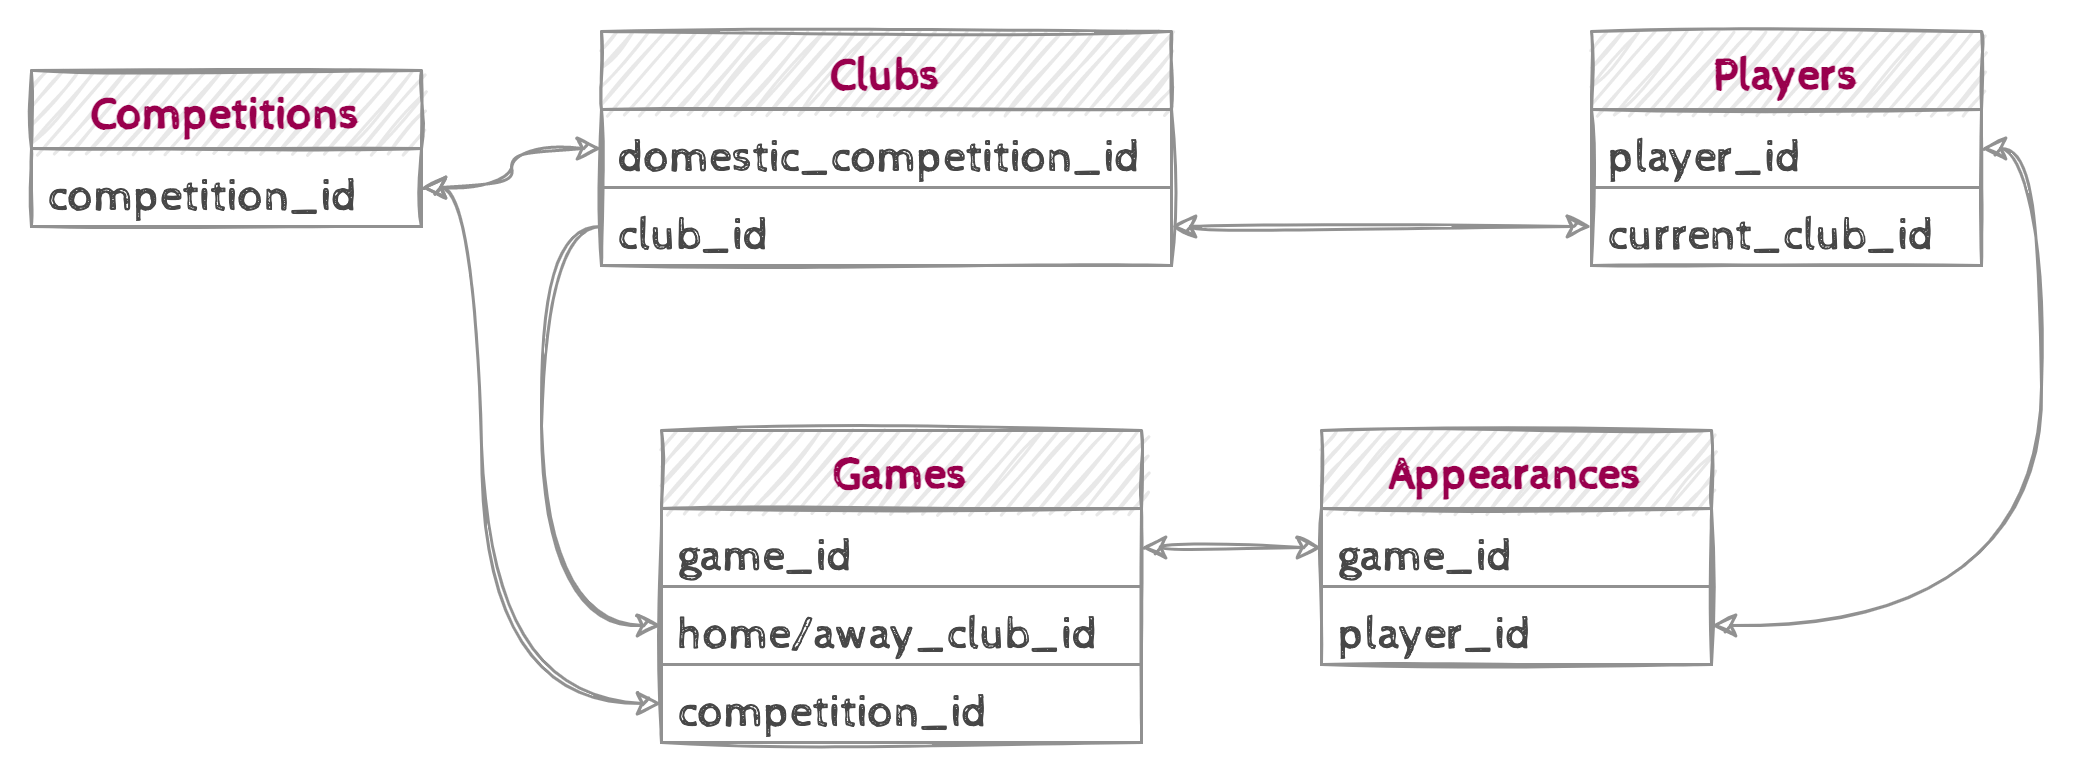 Competitions
competition_id
Clubs
domestic_competition_id
club_id
Players
player_id
current_club_id
Games
game_id
home/away_club_id
competition_id
Appearances
game_id
player_id